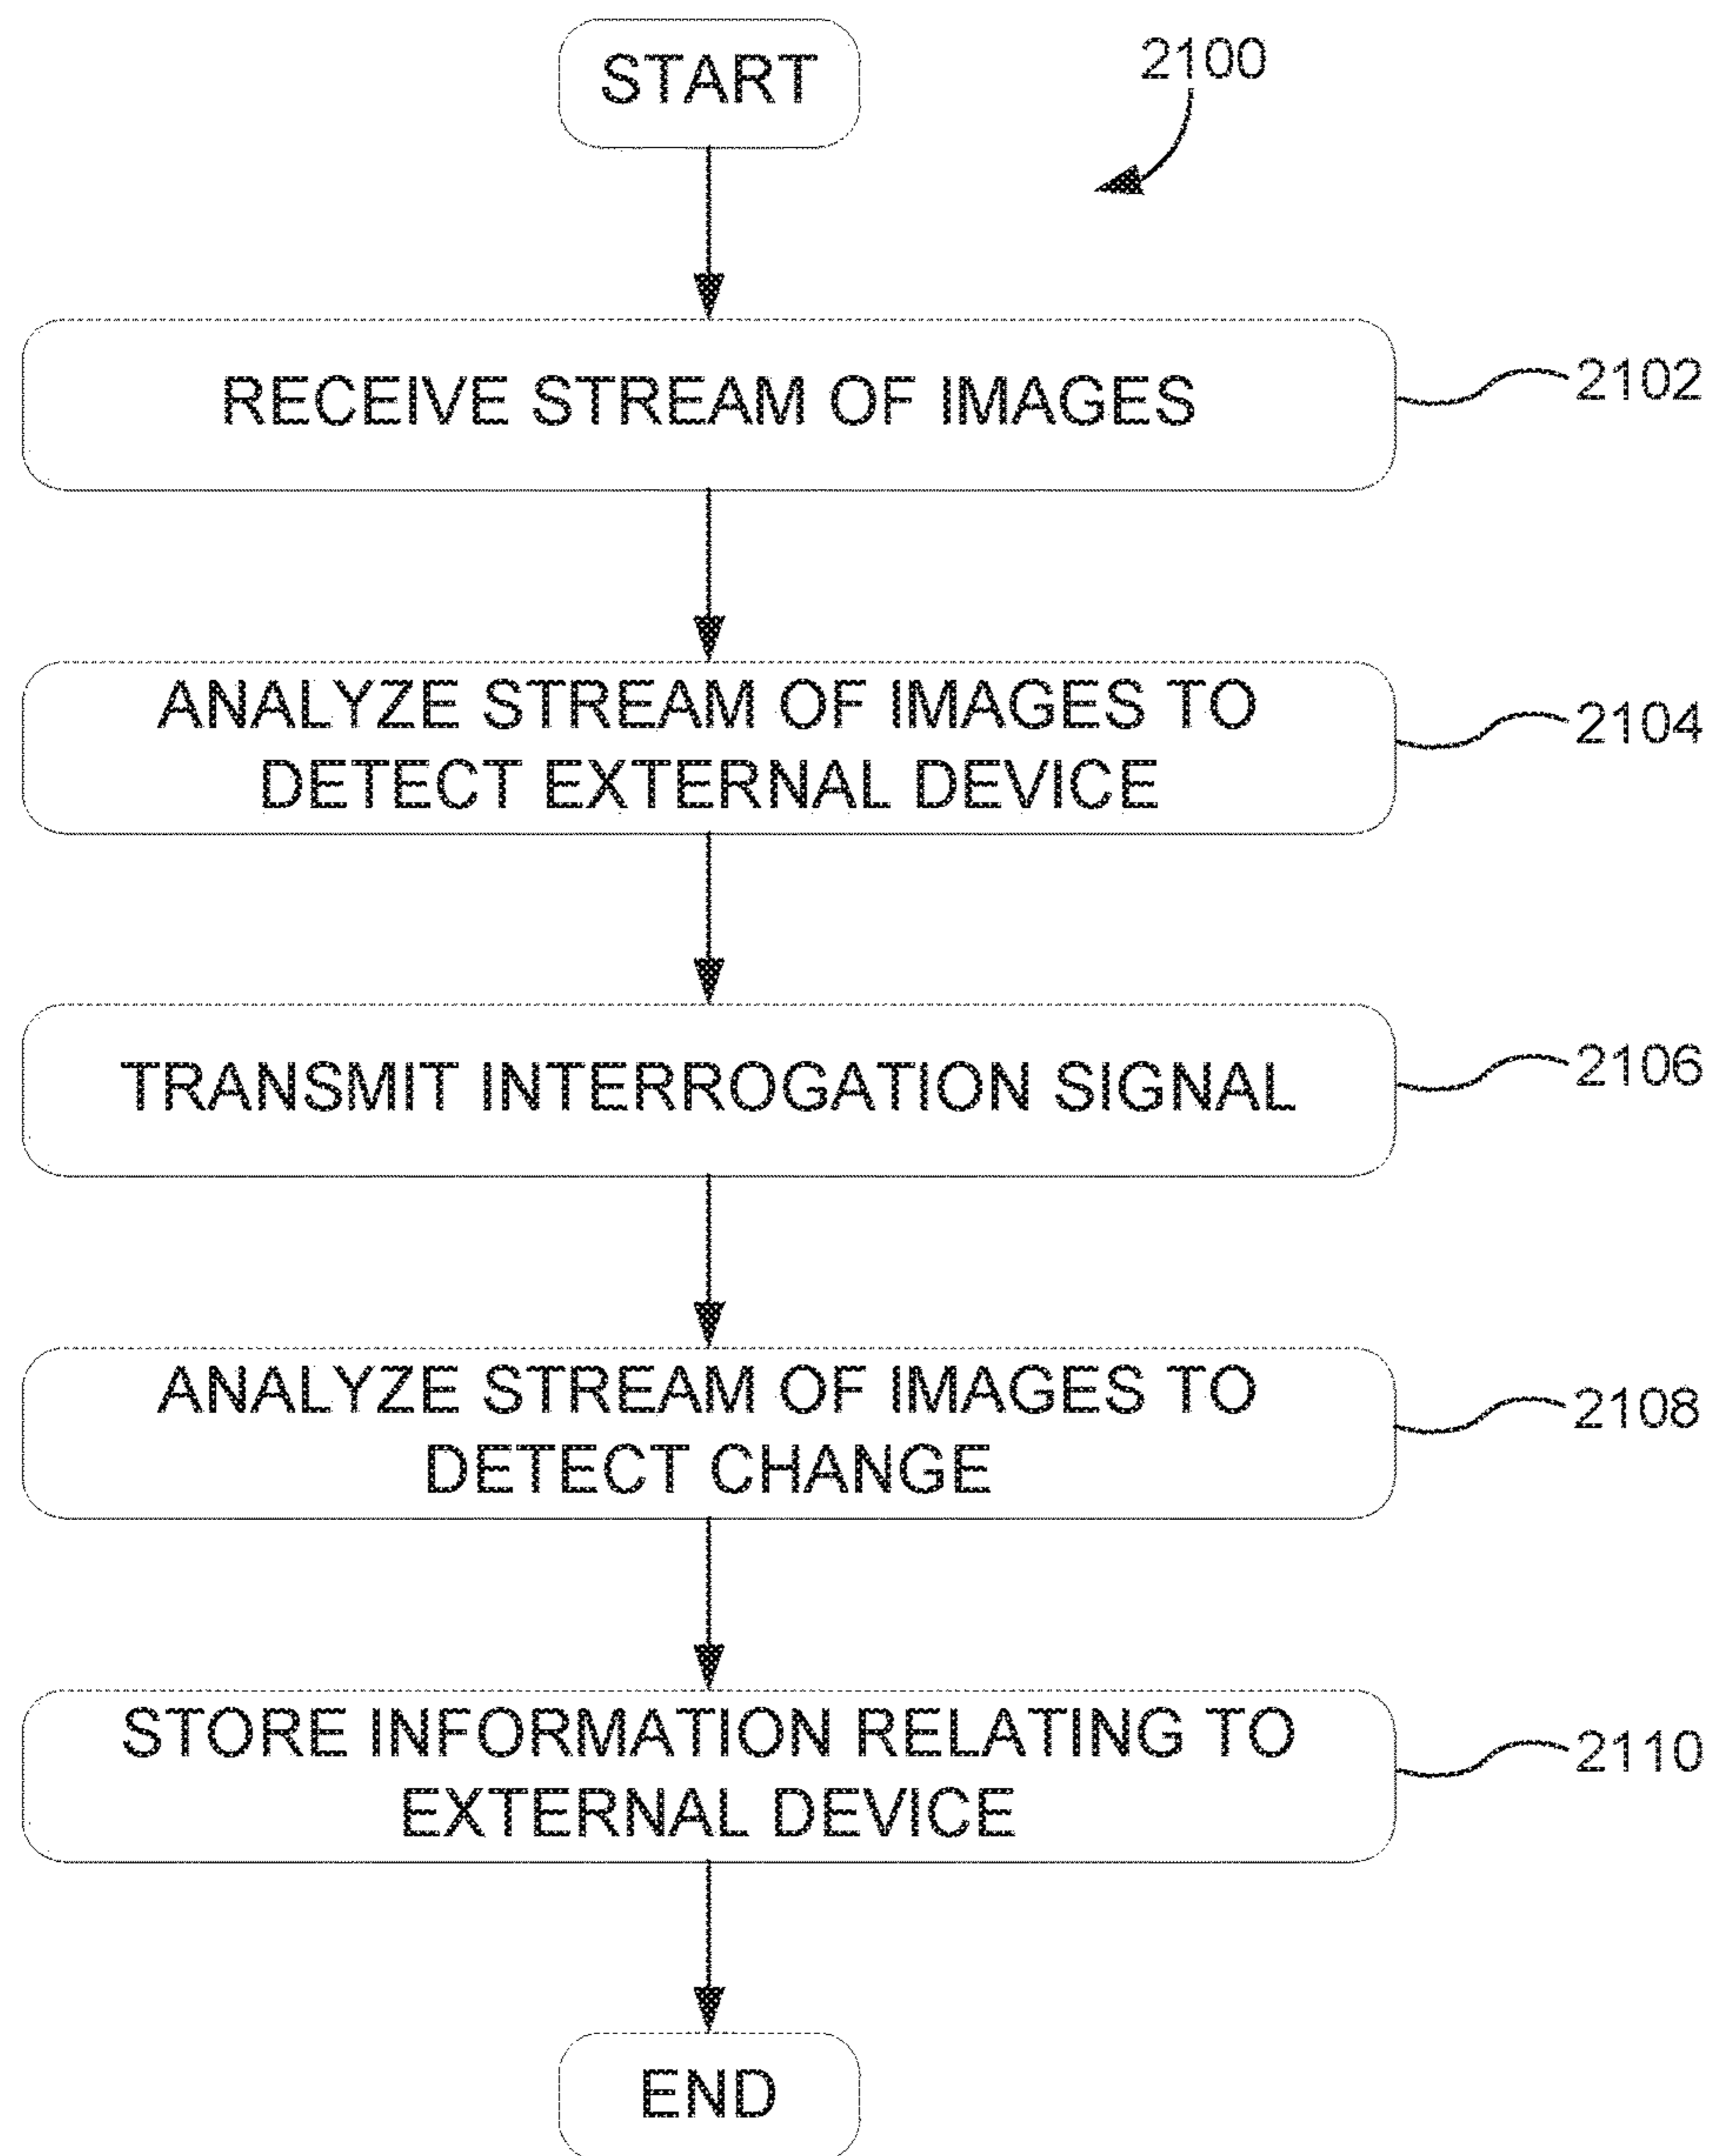 START
2100
RECEIVE STREAM OF IMAGES
2102
ANALYZE STREAM OF IMAGES TO
DETECT EXTERNAL DEVICE
2104
TRANSMIT INTERROGATION SIGNAL
2106
ANALYZE STREAM OF IMAGES TO
DETECT CHANGE
2108
STORE INFORMATION RELATING TO
EXTERNAL DEVICE
2110
END